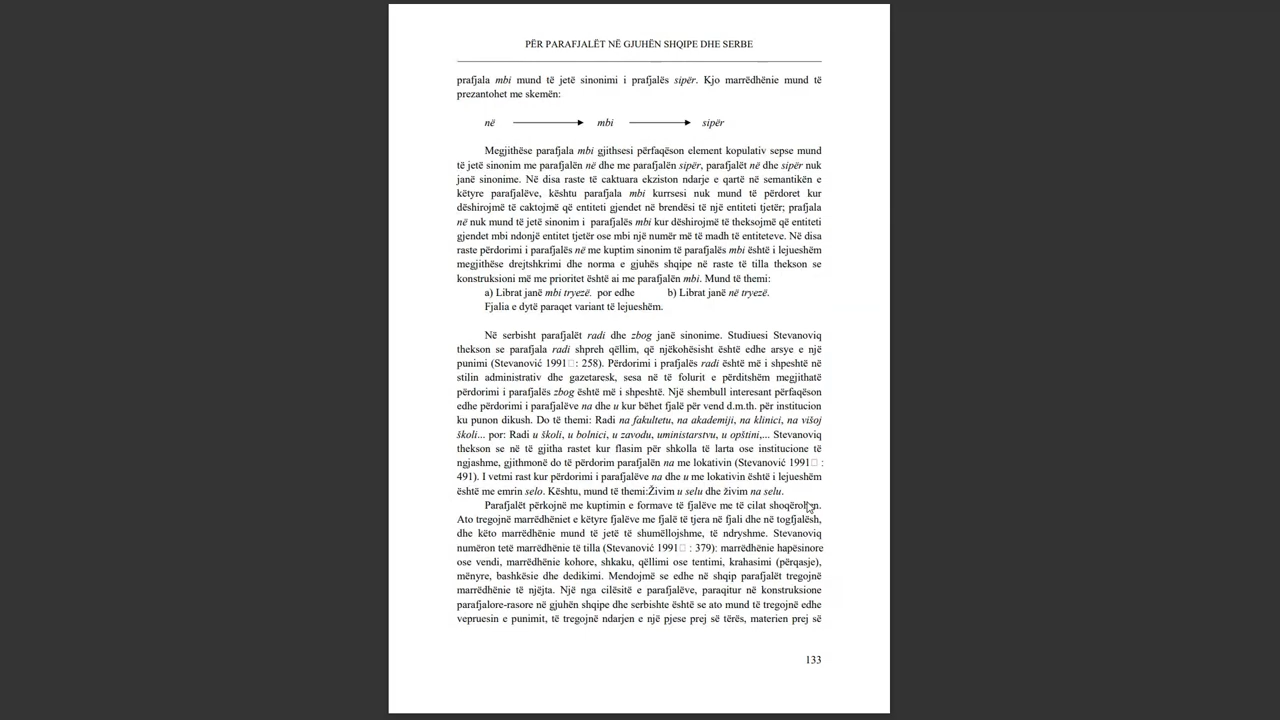 PËR PARAFJALËT NË GJUHËN SHQIPE DHE SERBE
prafjala mbi mund të jetë sinonimi i prafjalës sipër. Kjo marrëdhënie mund të
prezantohet me skemën:
në mbi sipër
Megjithëse parafjala mbi gjithsesi përfaqëson element kopulativ sepse mund
të jetë sinonim me parafjalën në dhe me parafjalën sipër, parafjalët në dhe sipër nuk
janë sinonime. Në disa raste të caktuara ekziston ndarje e qartë në semantikën e
këtyre parafjalëve, kështu parafjala mbi kurrsesi nuk mund të përdoret kur
dëshirojmë të caktojmë që entiteti gjendet në brendësi të një entiteti tjetër; prafjala
në nuk mund të jetë sinonim i parafjalës mbi kur dëshirojmë të theksojmë që entiteti
gjendet mbi ndonjë entitet tjetër ose mbi një numër më të madh të entiteteve. Në disa
raste përdorimi i parafjalës në me kuptim sinonim të parafjalës mbi është i lejueshëm
megjithëse drejtshkrimi dhe norma e gjuhës shqipe në raste të tilla thekson se
konstruksioni më me prioritet është ai me parafjalën mbi. Mund të themi:
a) Librat janë mbi tryezë. por edhe b) Librat janë në tryezë.
Fjalia e dytë paraqet variant të lejueshëm.
Në serbisht parafjalët radi dhe zbog janë sinonime. Studiuesi Stevanoviq
thekson se parafjala radi shpreh qëllim, që njëkohësisht është edhe arsye e një
punimi (Stevanović 1991□: 258). Përdorimi i prafjalës radi është më i shpeshtë në
stilin administrativ dhe gazetaresk, sesa në të folurit e përditshëm megjithatë
përdorimi i parafjalës zbog është më i shpeshtë. Një shembull interesant përfaqëson
edhe përdorimi i parafjalëve na dhe u kur bëhet fjalë për vend d.m.th. për institucion
ku punon dikush. Do të themi: Radi na fakultetu, na akademiji, na klinici, na višoj
školi... por: Radi u školi, u bolnici, u zavodu, uministarstvu, u opštini,... Stevanoviq
thekson se në të gjitha rastet kur flasim për shkolla të larta ose institucione të
ngjashme, gjithmonë do të përdorim parafjalën na me lokativin (Stevanović 1991□ :
491). I vetmi rast kur përdorimi i parafjalëve na dhe u me lokativin është i lejueshëm
është me emrin selo. Kështu, mund të themi:Živim u selu dhe živim na selu.
Parafjalët përkojnë me kuptimin e formave të fjalëve me të cilat shoqërohen.
Ato tregojnë marrëdhëniet e këtyre fjalëve me fjalë të tjera në fjali dhe në togfjalësh,
dhe këto marrëdhënie mund të jetë të shumëllojshme, të ndryshme. Stevanoviq
numëron tetë marrëdhënie të tilla (Stevanović 1991□ : 379): marrëdhënie hapësinore
ose vendi, marrëdhënie kohore, shkaku, qëllimi ose tentimi, krahasimi (përqasje),
mënyre, bashkësie dhe dedikimi. Mendojmë se edhe në shqip parafjalët tregojnë
marrëdhënie të njëjta. Një nga cilësitë e parafjalëve, paraqitur në konstruksione
parafjalore-rasore në gjuhën shqipe dhe serbishte është se ato mund të tregojnë edhe
vepruesin e punimit, të tregojnë ndarjen e një pjese prej së tërës, materien prej së
133